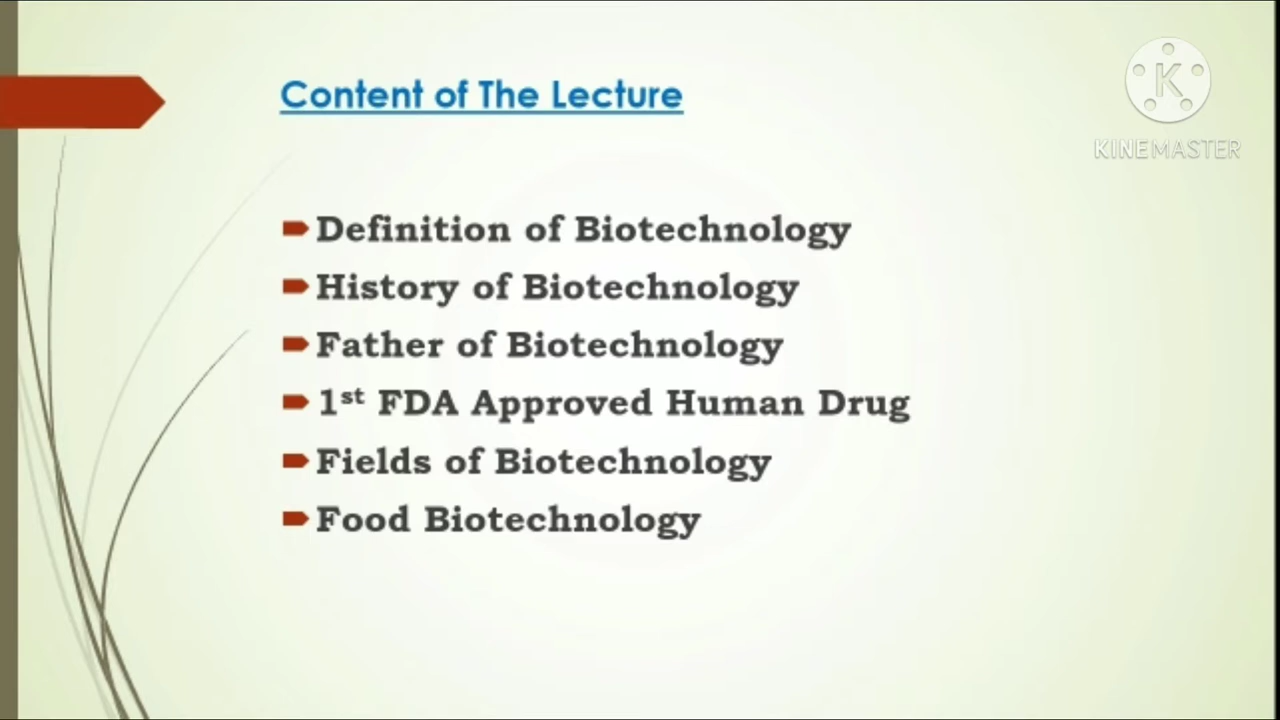 Content of The Lecture
K
KINEMASTER
Definition of Biotechnology
History of Biotechnology
Father of Biotechnology
1st FDA Approved Human Drug
Fields of Biotechnology
Food Biotechnology